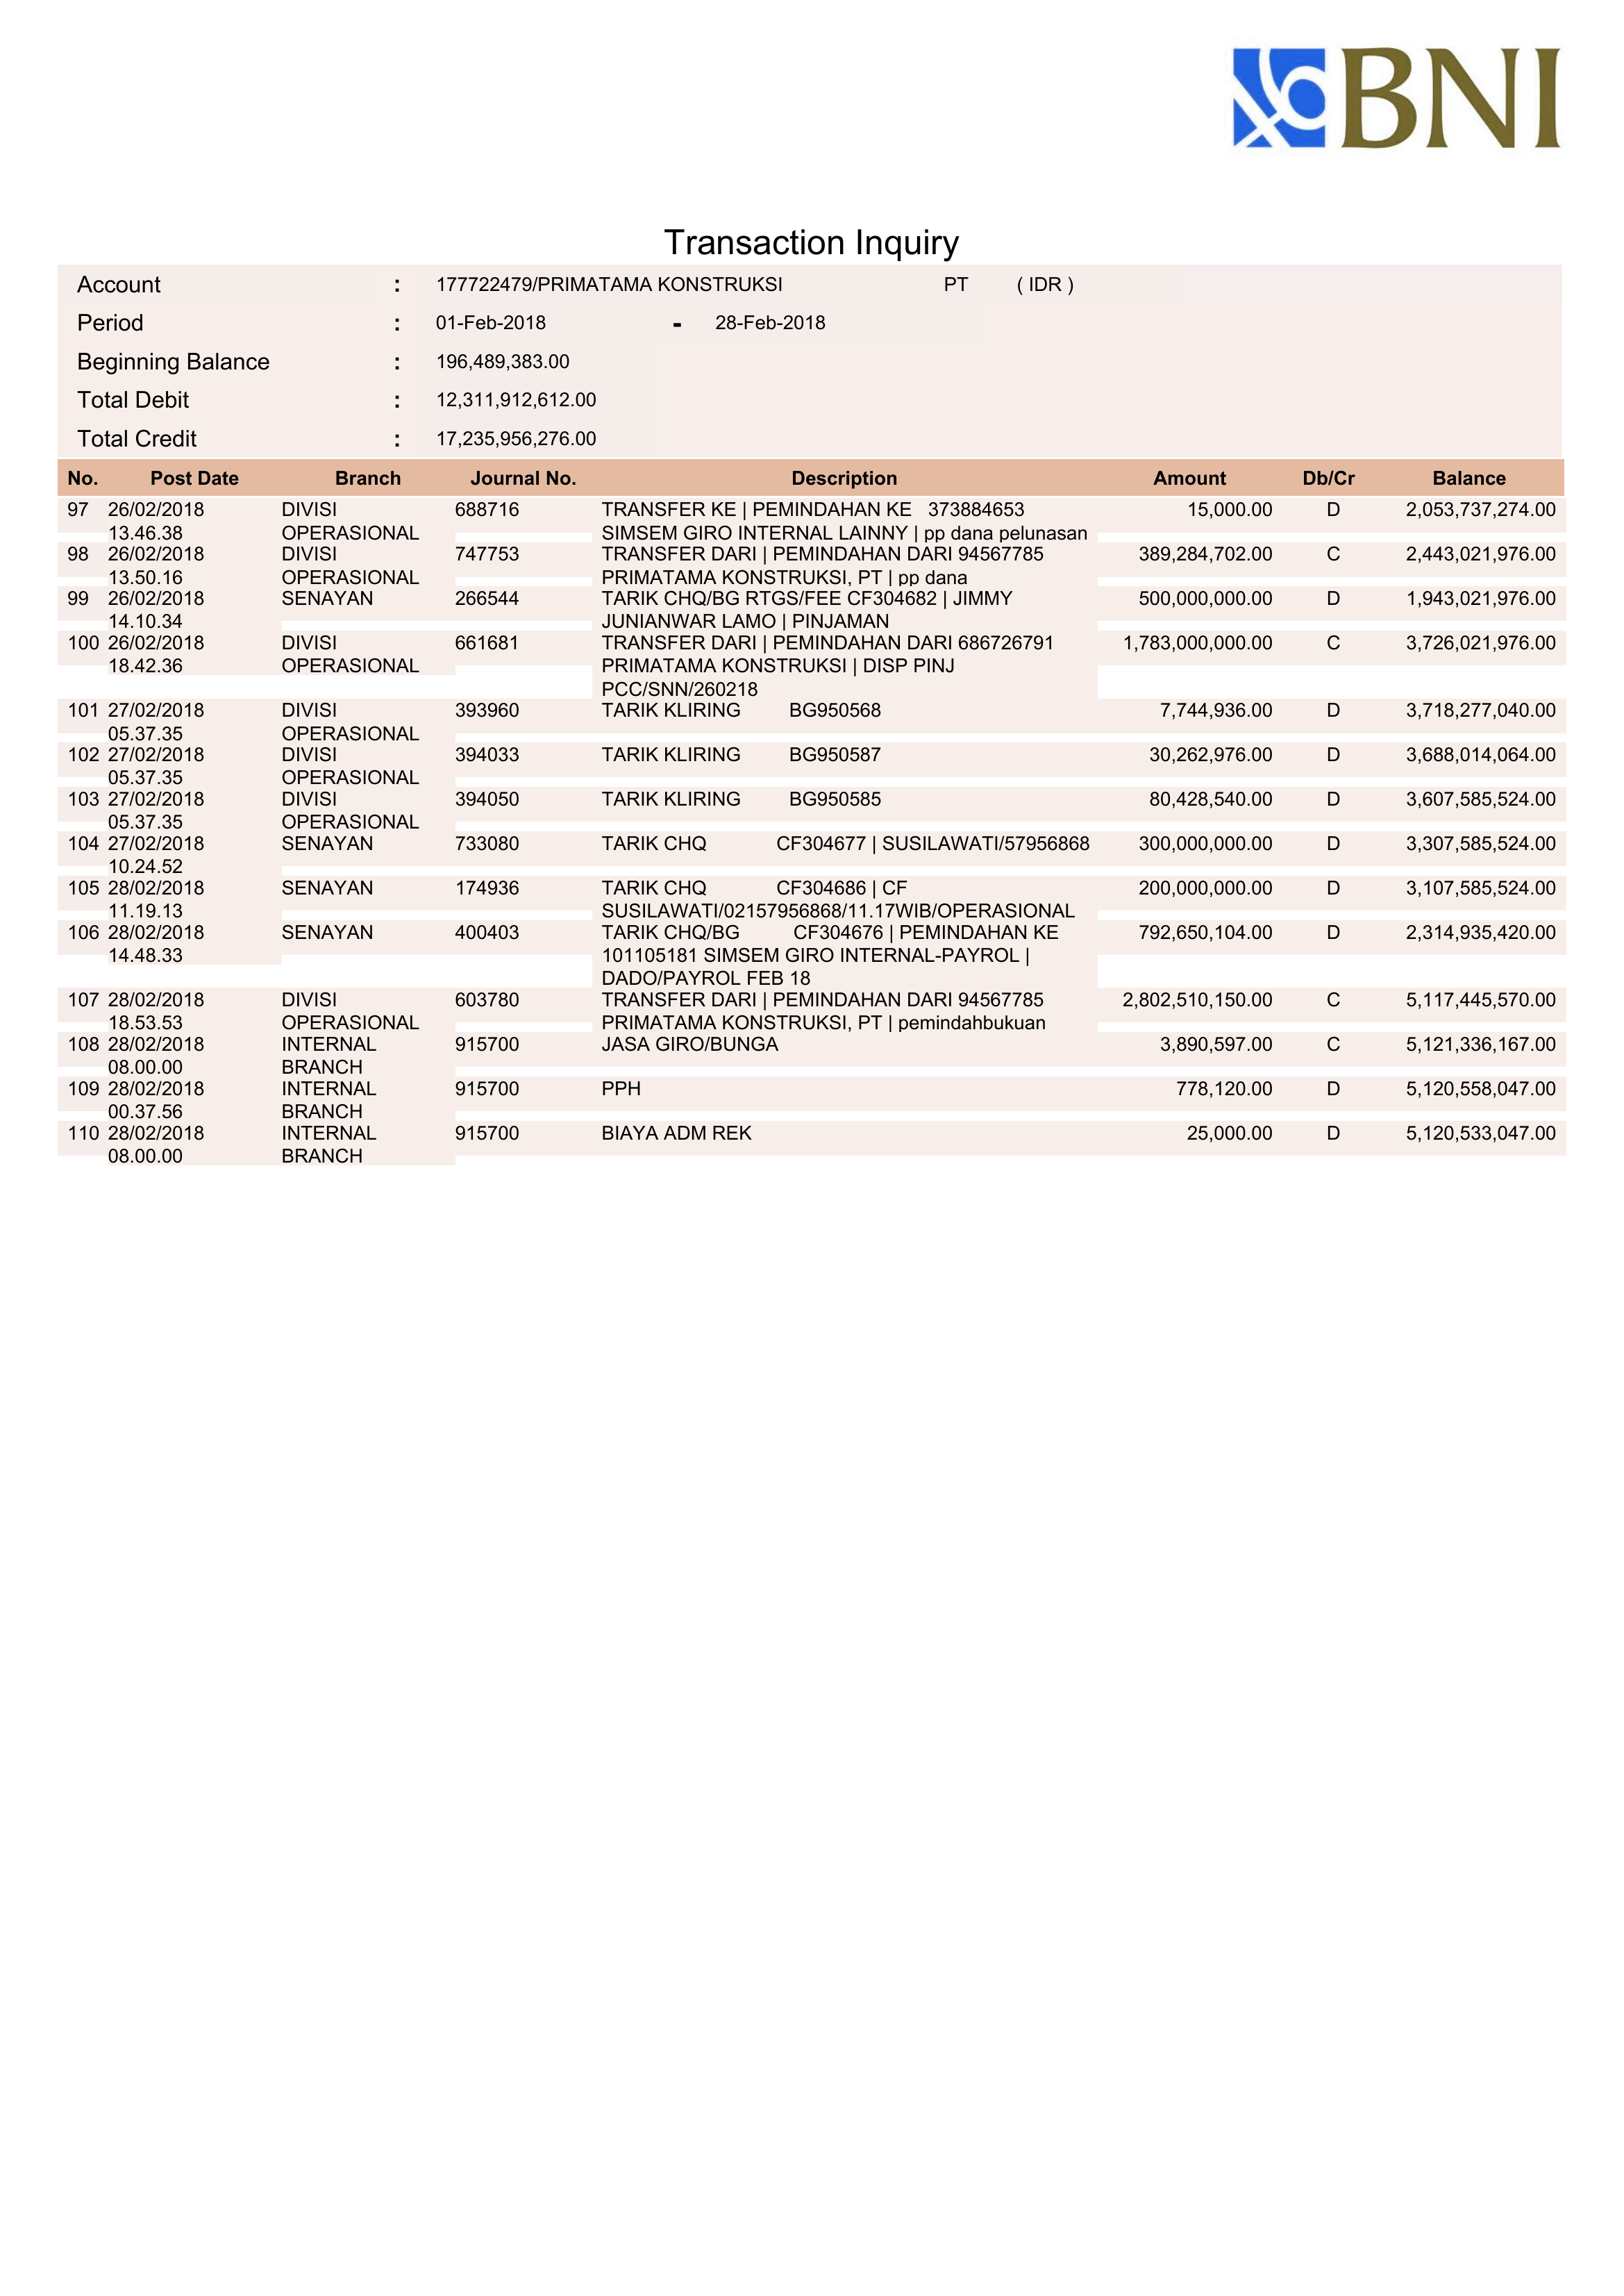 BNI
Transaction Inquiry
Account : 177722479/PRIMATAMA KONSTRUKSI PT ( IDR )
Period : 01-Feb-2018 - 28-Feb-2018
Beginning Balance : 196,489,383.00
Total Debit : 12,311,912,612.00
Total Credit : 17,235,956,276.00
No. Post Date Branch Journal No. Description Amount Db/Cr Balance
97 26/02/2018 DIVISI 688716 TRANSFER KE | PEMINDAHAN KE 373884653 15,000.00 D 2,053,737,274.00
13.46.38 OPERASIONAL SIMSEM GIRO INTERNAL LAINNY | pp dana pelunasan
98 26/02/2018 DIVISI 747753 TRANSFER DARI | PEMINDAHAN DARI 94567785 389,284,702.00 C 2,443,021,976.00
13.50.16 OPERASIONAL PRIMATAMA KONSTRUKSI, PT | pp dana
99 26/02/2018 SENAYAN 266544 TARIK CHQ/BG RTGS/FEE CF304682 | JIMMY 500,000,000.00 D 1,943,021,976.00
14.10.34 JUNIANWAR LAMO | PINJAMAN
100 26/02/2018 DIVISI 661681 TRANSFER DARI | PEMINDAHAN DARI 686726791 1,783,000,000.00 C 3,726,021,976.00
18.42.36 OPERASIONAL PRIMATAMA KONSTRUKSI | DISP PINJ
PCC/SNN/260218
101 27/02/2018 DIVISI 393960 TARIK KLIRING BG950568 7,744,936.00 D 3,718,277,040.00
05.37.35 OPERASIONAL
102 27/02/2018 DIVISI 394033 TARIK KLIRING BG950587 30,262,976.00 D 3,688,014,064.00
05.37.35 OPERASIONAL
103 27/02/2018 DIVISI 394050 TARIK KLIRING BG950585 80,428,540.00 D 3,607,585,524.00
05.37.35 OPERASIONAL
104 27/02/2018 SENAYAN 733080 TARIK CHQ CF304677 | SUSILAWATI/57956868 300,000,000.00 D 3,307,585,524.00
10.24.52
105 28/02/2018 SENAYAN 174936 TARIK CHQ CF304686 | CF 200,000,000.00 D 3,107,585,524.00
11.19.13 SUSILAWATI/02157956868/11.17WIB/OPERASIONAL
106 28/02/2018 SENAYAN 400403 TARIK CHQ/BG CF304676 | PEMINDAHAN KE 792,650,104.00 D 2,314,935,420.00
14.48.33 101105181 SIMSEM GIRO INTERNAL-PAYROL |
DADO/PAYROL FEB 18
107 28/02/2018 DIVISI 603780 TRANSFER DARI | PEMINDAHAN DARI 94567785 2,802,510,150.00 C 5,117,445,570.00
18.53.53 OPERASIONAL PRIMATAMA KONSTRUKSI, PT | pemindahbukuan
108 28/02/2018 INTERNAL 915700 JASA GIRO/BUNGA 3,890,597.00 C 5,121,336,167.00
08.00.00 BRANCH
109 28/02/2018 INTERNAL 915700 PPH 778,120.00 D 5,120,558,047.00
00.37.56 BRANCH
110 28/02/2018 INTERNAL 915700 BIAYA ADM REK 25,000.00 D 5,120,533,047.00
08.00.00 BRANCH